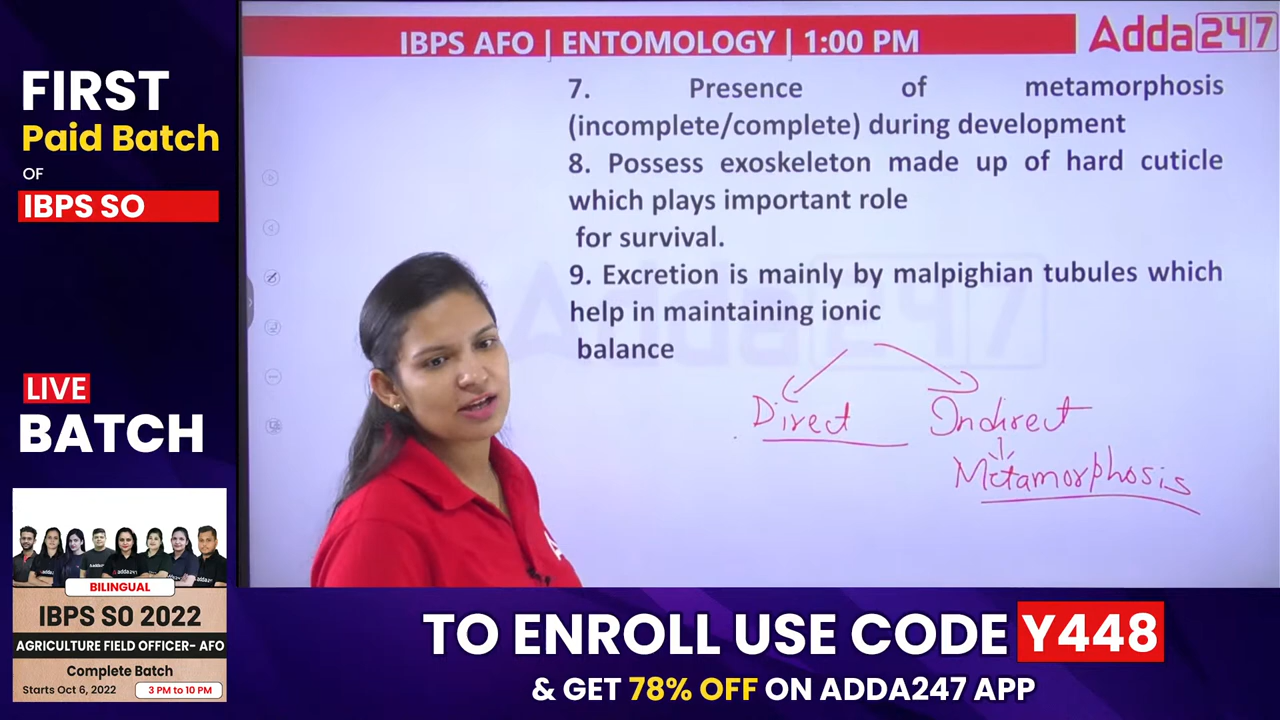 FIRST
Paid Batch
OF
IBPS SO
LIVE
BATCH
adda247
BILINGUAL
IBPS SO 2022
AGRICULTURE FIELD OFFICER- AFO
Complete Batch
Starts Oct 6, 2022 3 PM to 10 PM
IBPS AFO | ENTOMOLOGY | 1:00 PM
Adda247
7. Presence of metamorphosis
(incomplete/complete) during development
8. Possess exoskeleton made up of hard cuticle
which plays important role
for survival.
9. Excretion is mainly by malpighian tubules which
help in maintaining ionic
balance
Adda247
Direct Indirect
Metamorphosis
TO ENROLL USE CODE Y448
& GET 78% OFF ON ADDA247 APP